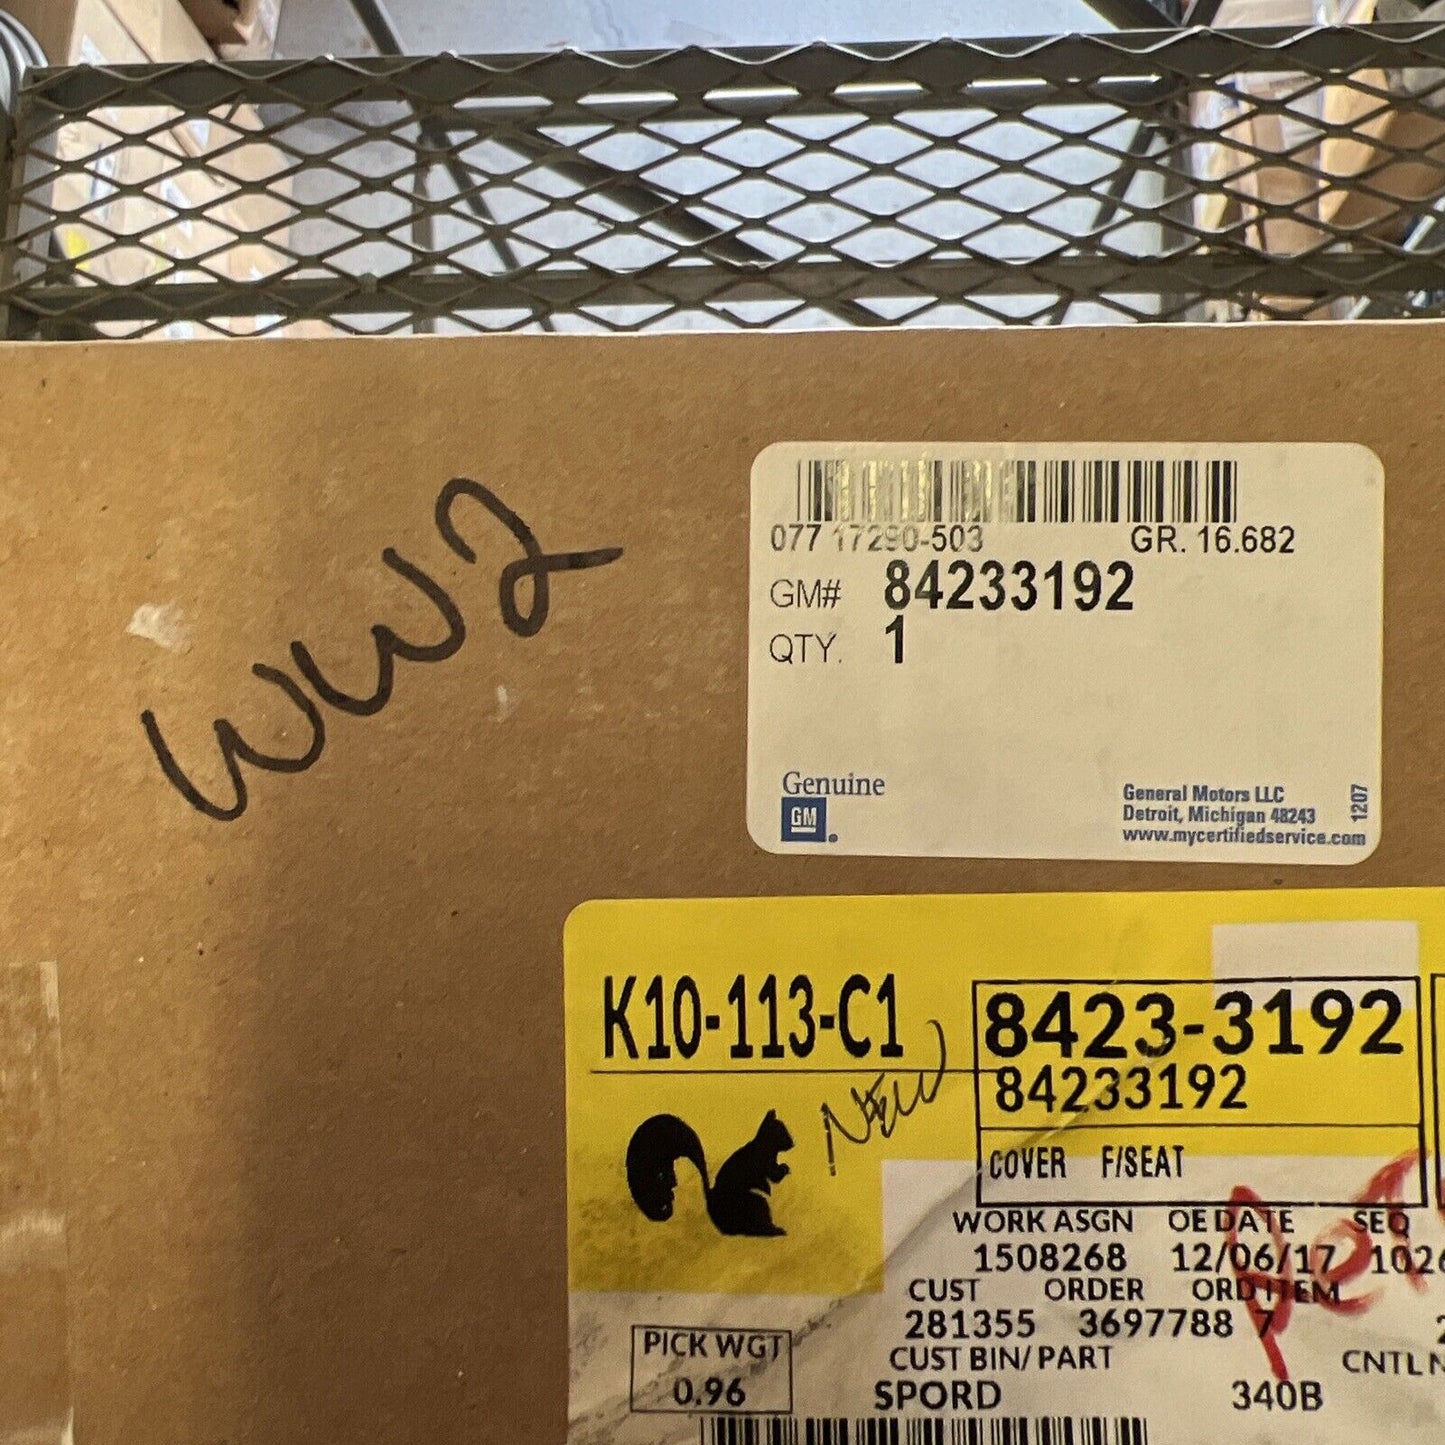 WW2
077 17290-503 GR. 16.682
GM# 84233192
QTY. 1
Genuine
GM
General Motors LLC
Detroit, Michigan 48243
www.mycertifiedservice.com
1207
K10-113-C1
NEW
8423-3192
84233192
COVER F/SEAT
WORK ASGN OE DATE SEQ
1508268 12/06/17 1026
CUST ORDER ORD ITEM
281355 3697788 7
CUST BIN/PART CNTL N
SPORD 340B
PICK WGT
0.96